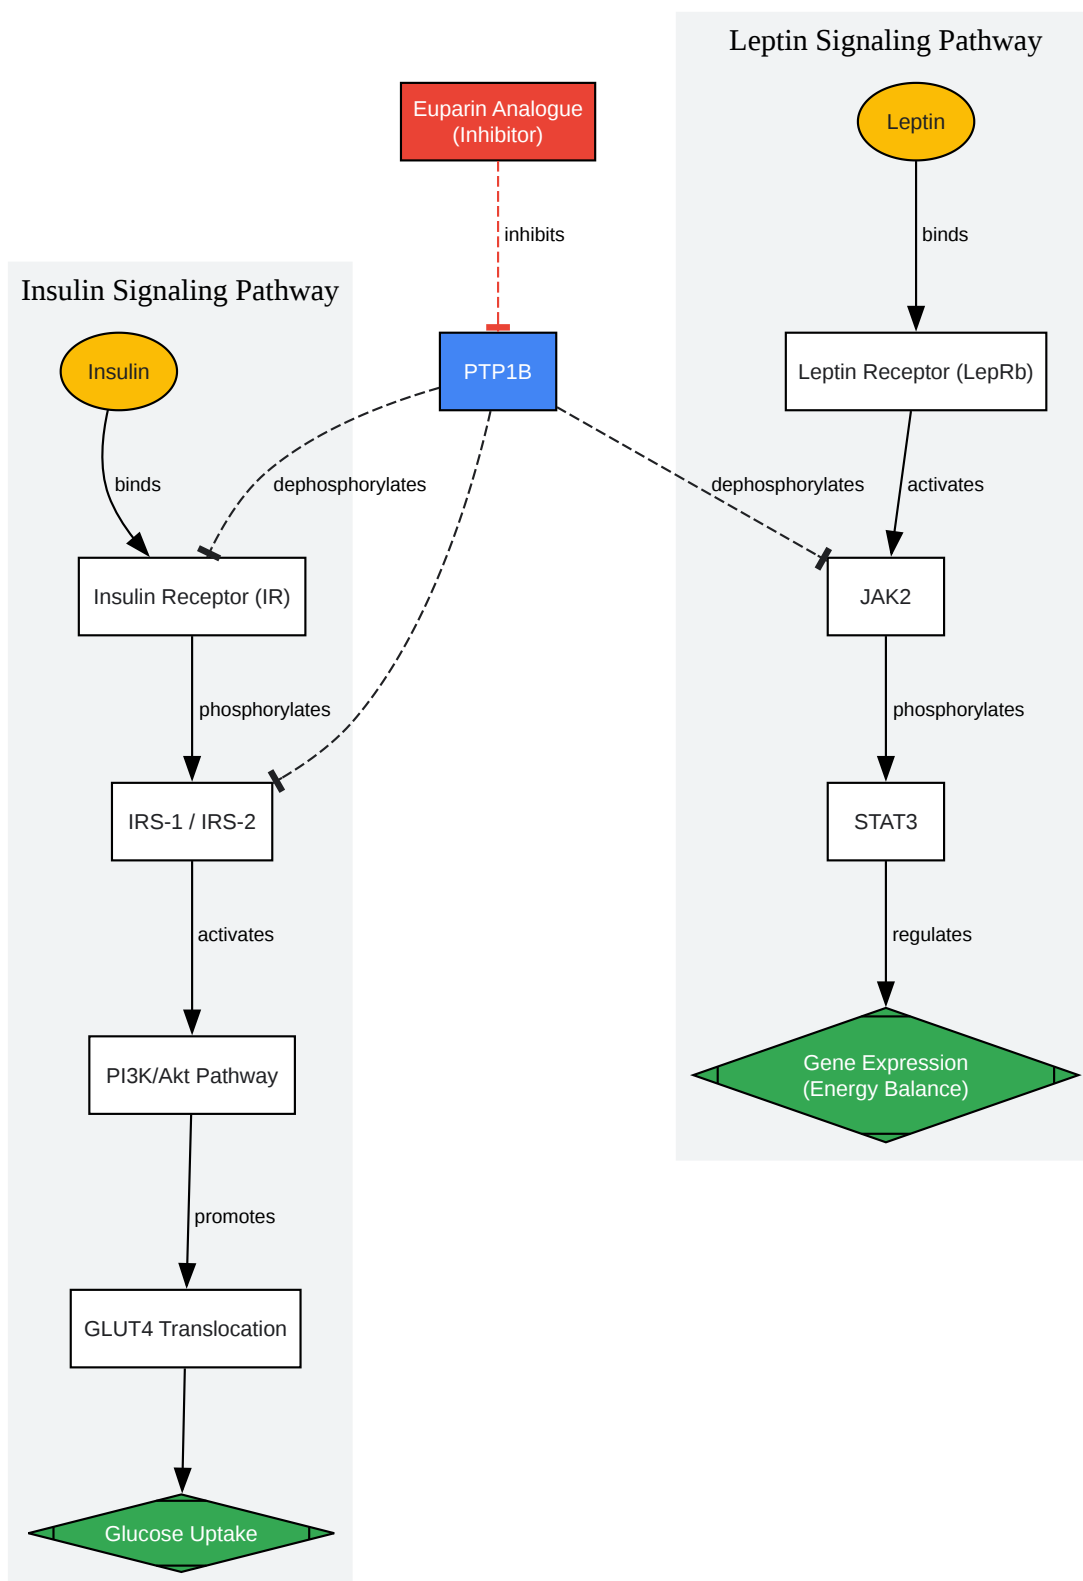 Leptin Signaling Pathway
Euparin Analogue
(Inhibitor)
Leptin
inhibits
binds
Insulin Signaling Pathway
Insulin
PTP1B
Leptin Receptor (LepRb)
binds
dephosphorylates
dephosphorylates
activates
Insulin Receptor (IR)
JAK2
phosphorylates
phosphorylates
IRS-1 / IRS-2
STAT3
activates
regulates
PI3K/Akt Pathway
Gene Expression
(Energy Balance)
promotes
GLUT4 Translocation
Glucose Uptake